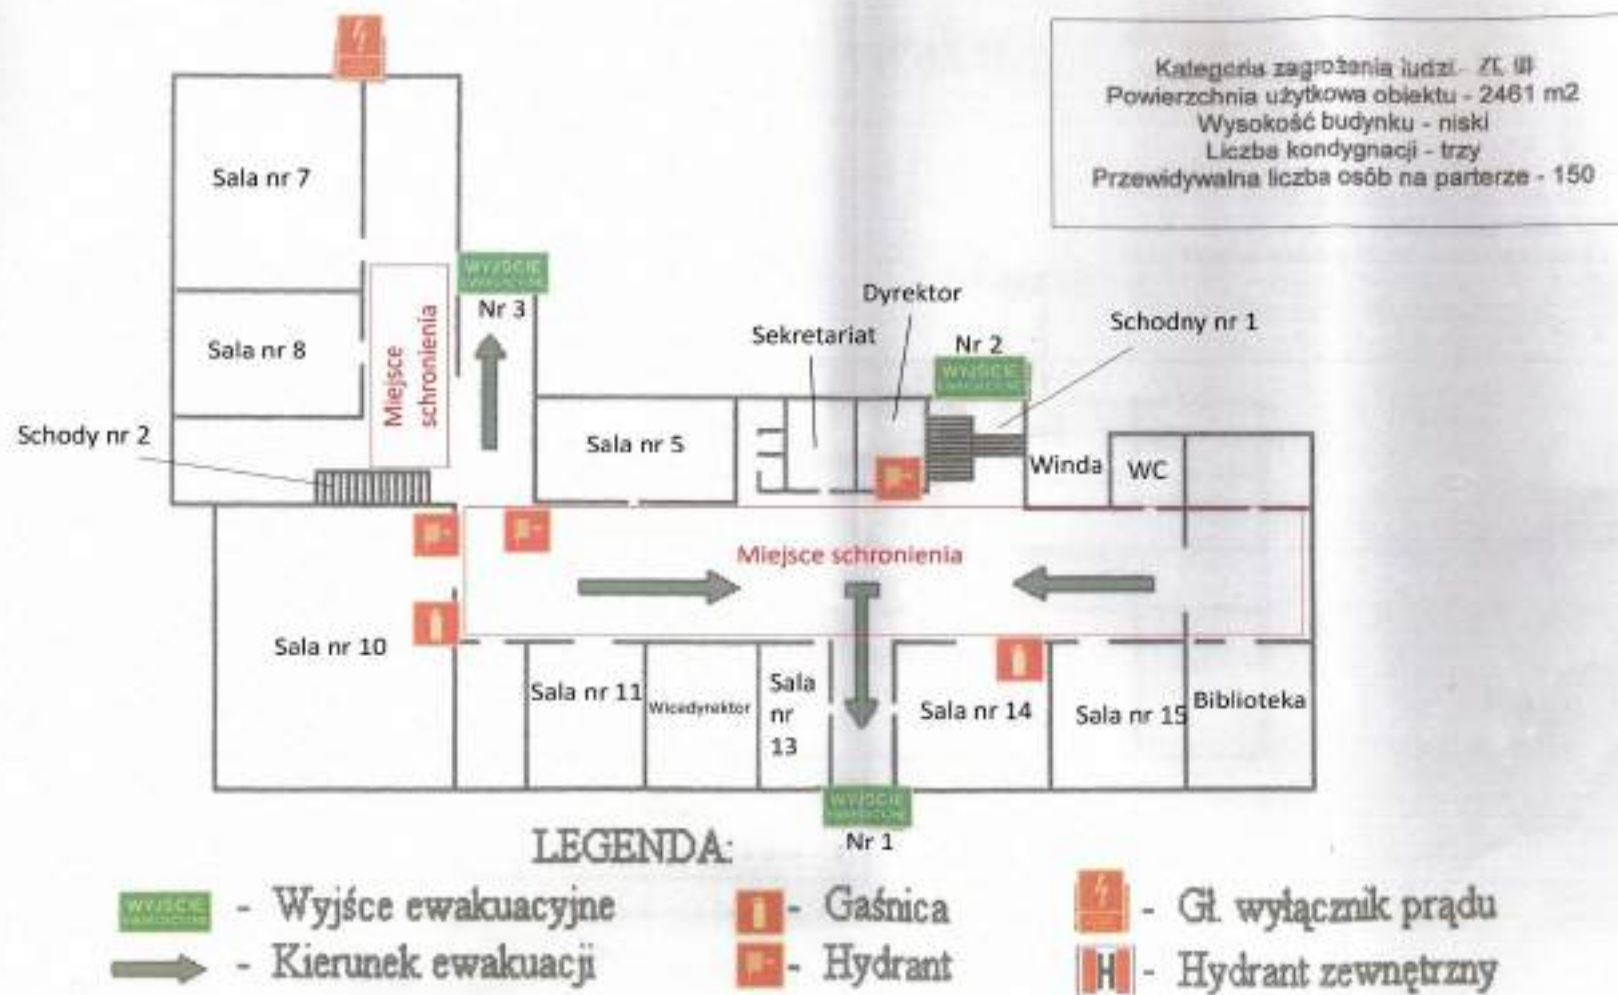 Kategoria zagrożenia ludzi - ZL III
Powierzchnia użytkowa obiektu - 2461 m2
Wysokość budynku - niski
Liczba kondygnacji - trzy
Przewidywalna liczba osób na parterze - 150
Sala nr 7
WYJŚCIE
Nr 3
Sala nr 8
Miejsce
schronienia
Schody nr 2
Dyrektor
Sekretariat
Nr 2
WYJŚCIE
EWAKUACYJNE
Schodny nr 1
Sala nr 5
Winda
WC
Miejsce schronienia
Sala nr 10
Sala nr 11
Wicedyrektor
Sala
nr
13
Sala nr 14
Sala nr 15
Biblioteka
WYJŚCIE
EWAKUACYJNE
Nr 1
LEGENDA:
WYJŚCIE
EWAKUACYJNE
- Wyjśce ewakuacyjne
- Gaśnica
- Gł. wyłącznik prądu
- Kierunek ewakuacji
- Hydrant
H - Hydrant zewnętrzny